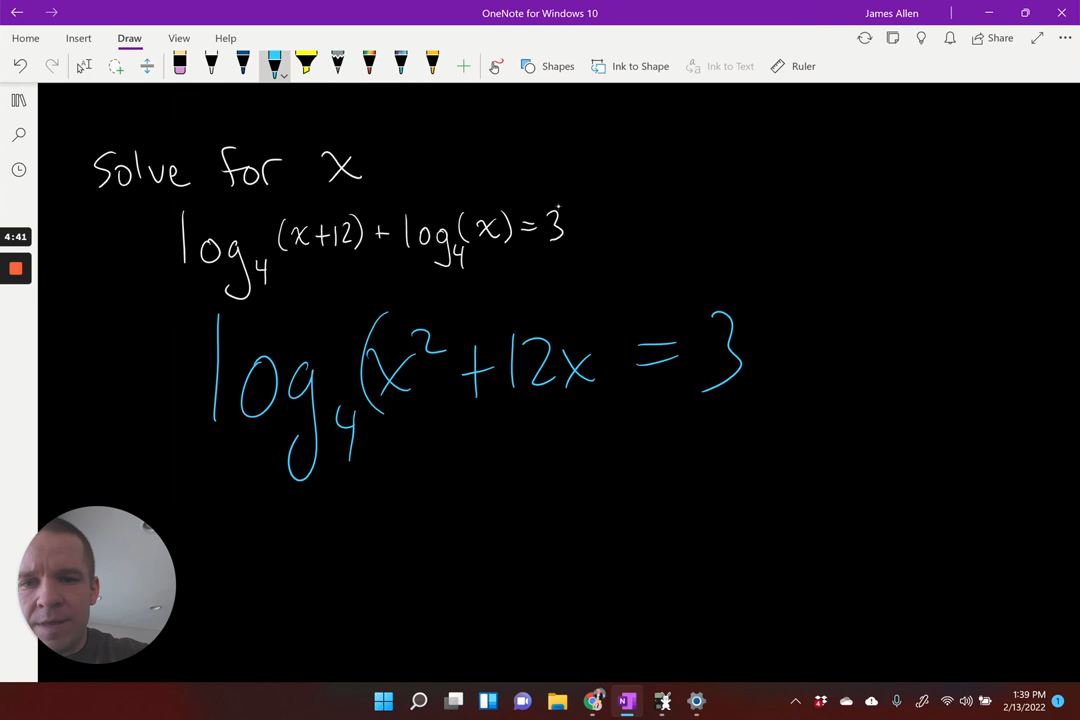 OneNote for Windows 10
James Allen
Home Insert Draw View Help
Share
Shapes Ink to Shape Ink to Text Ruler
4:41
Solve for x
log₄(x+12) + log₄(x) = 3
log₄(x² + 12x = 3
1:39 PM
2/13/2022
1